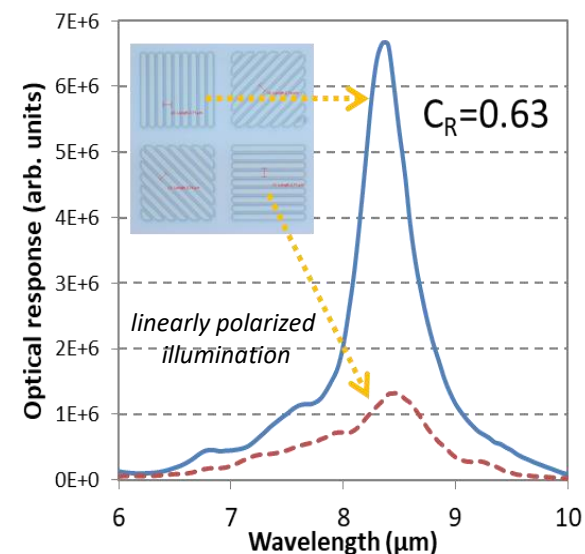 7E+6
6E+6
5E+6
4E+6
3E+6
2E+6
1E+6
0E+0
Optical response (arb. units)
C_R=0.63
linearly polarized
illumination
6 7 8 9 10
Wavelength (μm)